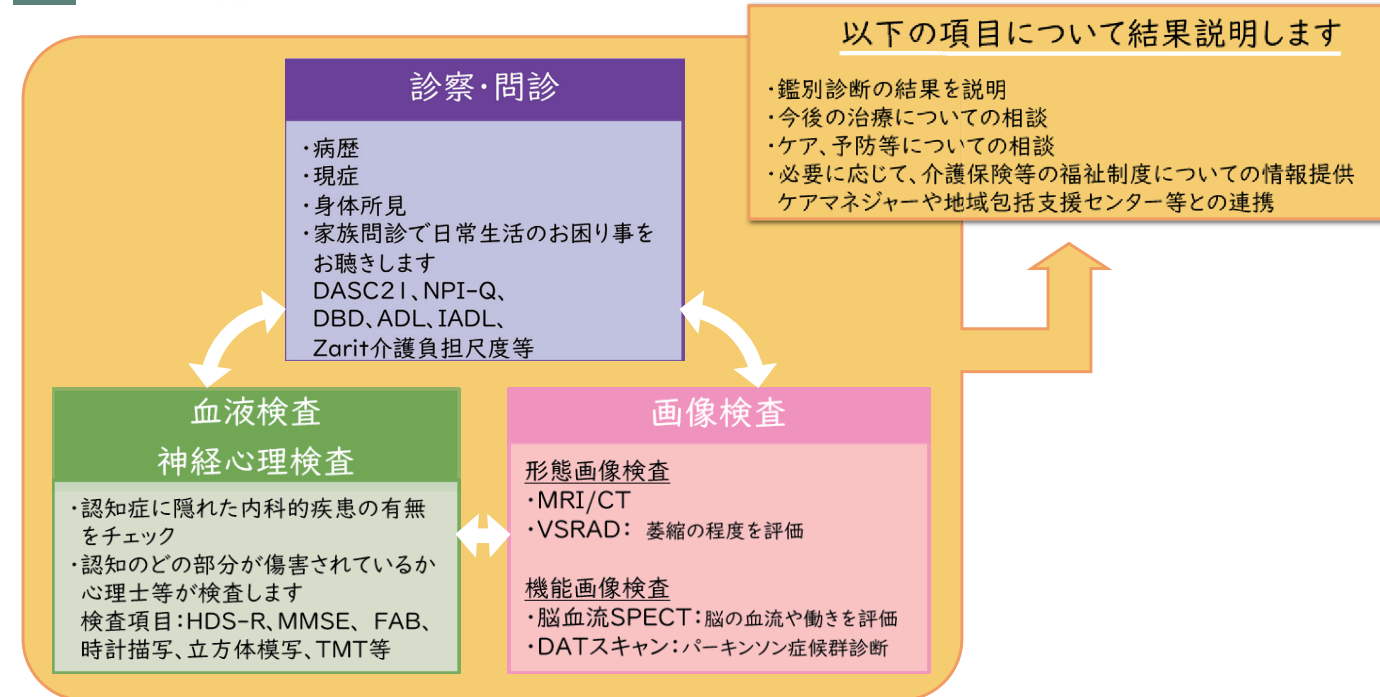 以下の項目について結果説明します
・鑑別診断の結果を説明
・今後の治療についての相談
・ケア、予防等についての相談
・必要に応じて、介護保険等の福祉制度についての情報提供
ケアマネジャーや地域包括支援センター等との連携
診察・問診
・病歴
・現症
・身体所見
・家族問診で日常生活のお困り事を
お聴きします
DASC21、NPI-Q、
DBD、ADL、IADL、
Zarit介護負担尺度等
血液検査
神経心理検査
・認知症に隠れた内科的疾患の有無
をチェック
・認知のどの部分が傷害されているか
心理士等が検査します
検査項目：HDS-R、MMSE、FAB、
時計描写、立方体模写、TMT等
画像検査
形態画像検査
・MRI/CT
・VSRAD： 萎縮の程度を評価
機能画像検査
・脳血流SPECT：脳の血流や働きを評価
・DATスキャン：パーキンソン症候群診断